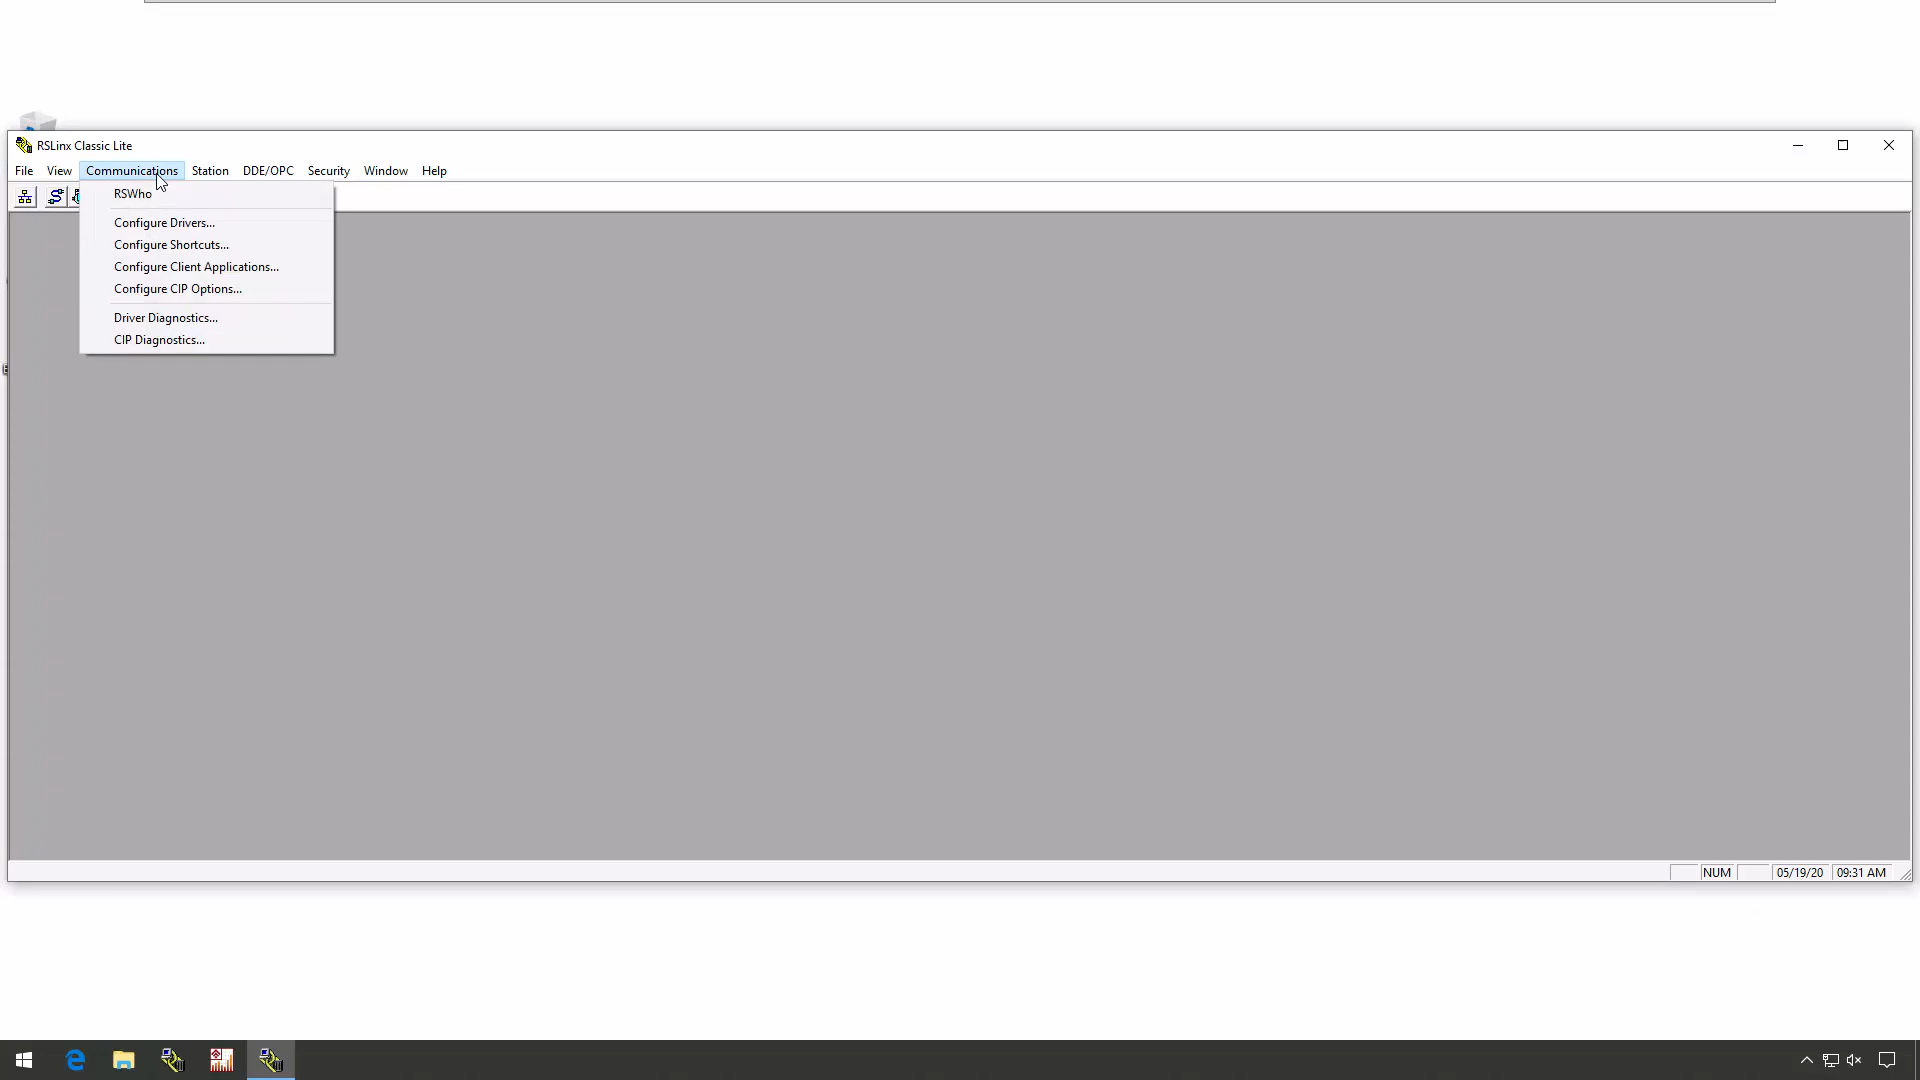 RSLinx Classic Lite
File View Communications Station DDE/OPC Security Window Help
RSWho
Configure Drivers...
Configure Shortcuts...
Configure Client Applications...
Configure CIP Options...
Driver Diagnostics...
CIP Diagnostics...
NUM 05/19/20 09:31 AM